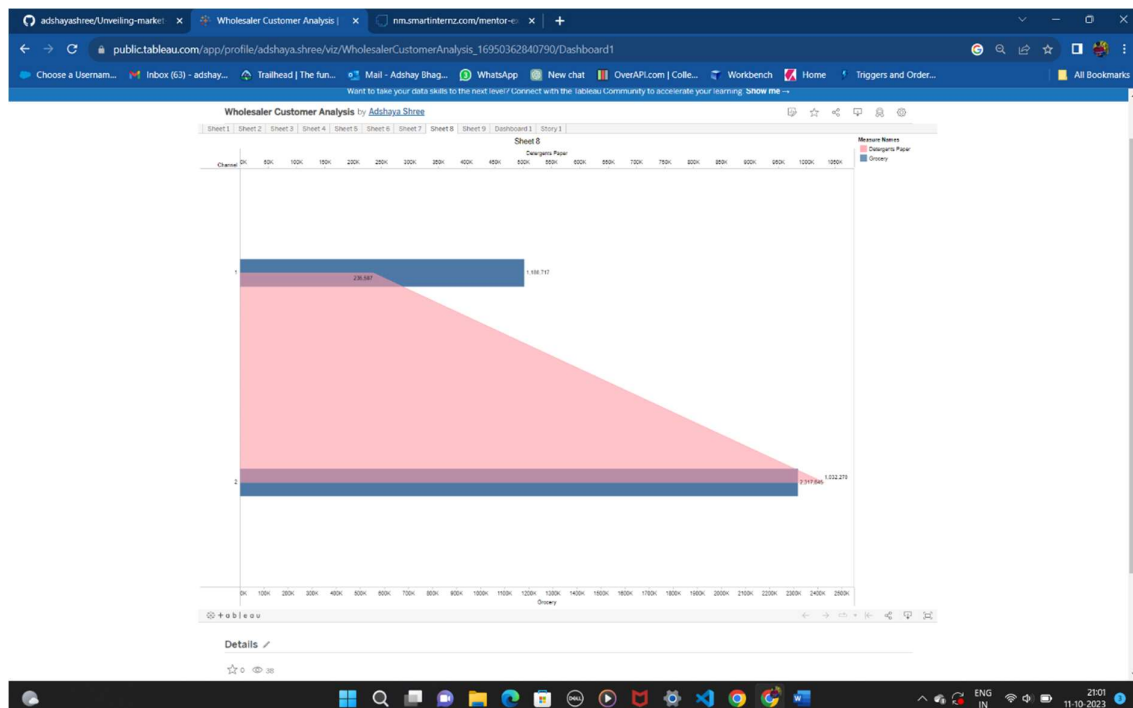 adshayashree/Unveiling-market
Wholesale Customer Analysis |
nm.smartinternz.com/mentor-e
public.tableau.com/app/profile/adshaya.shree/viz/WholesalerCustomerAnalysis_16950362840790/Dashboard1
Choose a Usernam... Inbox (63) - adshay... Trailhead | The fun... Mail - Adshay Bhag... WhatsApp New chat OverAPI.com | Colle... Workbench Home Triggers and Order... All Bookmarks
Want to take your data skills to the next level? Connect with the Tableau Community to accelerate your learning. Show me →
Wholesaler Customer Analysis by Adshaya Shree
Sheet 1 Sheet 2 Sheet 3 Sheet 4 Sheet 5 Sheet 6 Sheet 7 Sheet 8 Sheet 9 Dashboard 1 Story 1
Sheet 8
Measure Names
Detergents Paper
Grocery
Detergents Paper
Channel 0K 50K 100K 150K 200K 250K 300K 350K 400K 450K 500K 550K 600K 650K 700K 750K 800K 850K 900K 950K 1000K 1050K
1
1,180,717
2
1,032,270
0K 100K 200K 300K 400K 500K 600K 700K 800K 900K 1000K 1100K 1200K 1300K 1400K 1500K 1600K 1700K 1800K 1900K 2000K 2100K 2200K 2300K 2400K 2500K
Grocery
+ a b l e a u
Details
0
ENG
IN
21:01
11-10-2023